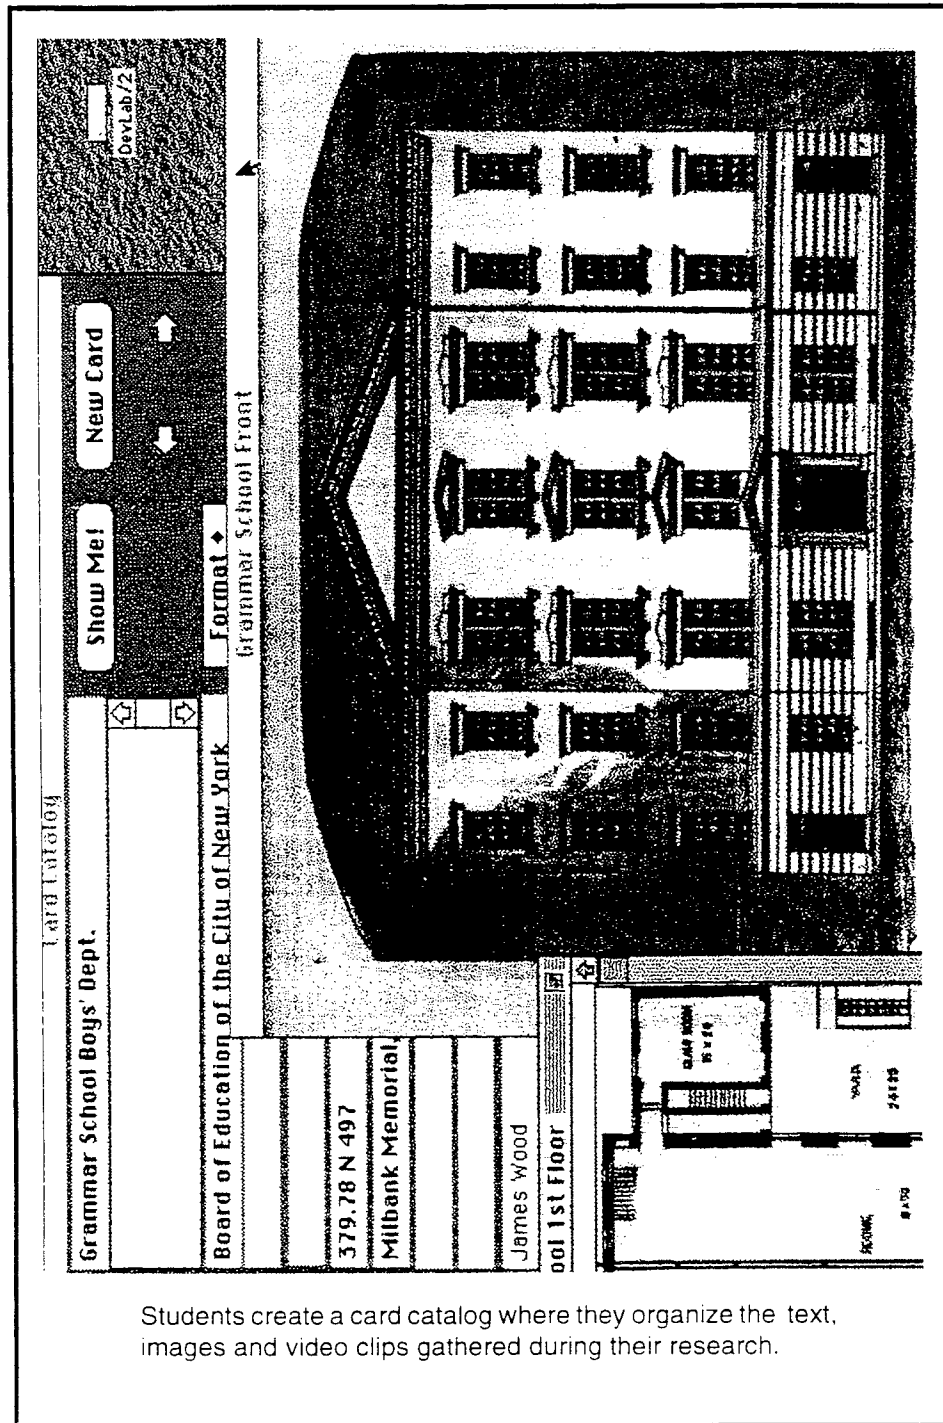 Card Catalog
DevLab/2
Grammar School Boys' Dept.
Show Me!
New Card
Board of Education of the City of New York
Format
Grammar School Front
379.78 N 497
Milbank Memorial,
James Wood
ool 1st Floor
YARD
Students create a card catalog where they organize the text,
images and video clips gathered during their research.